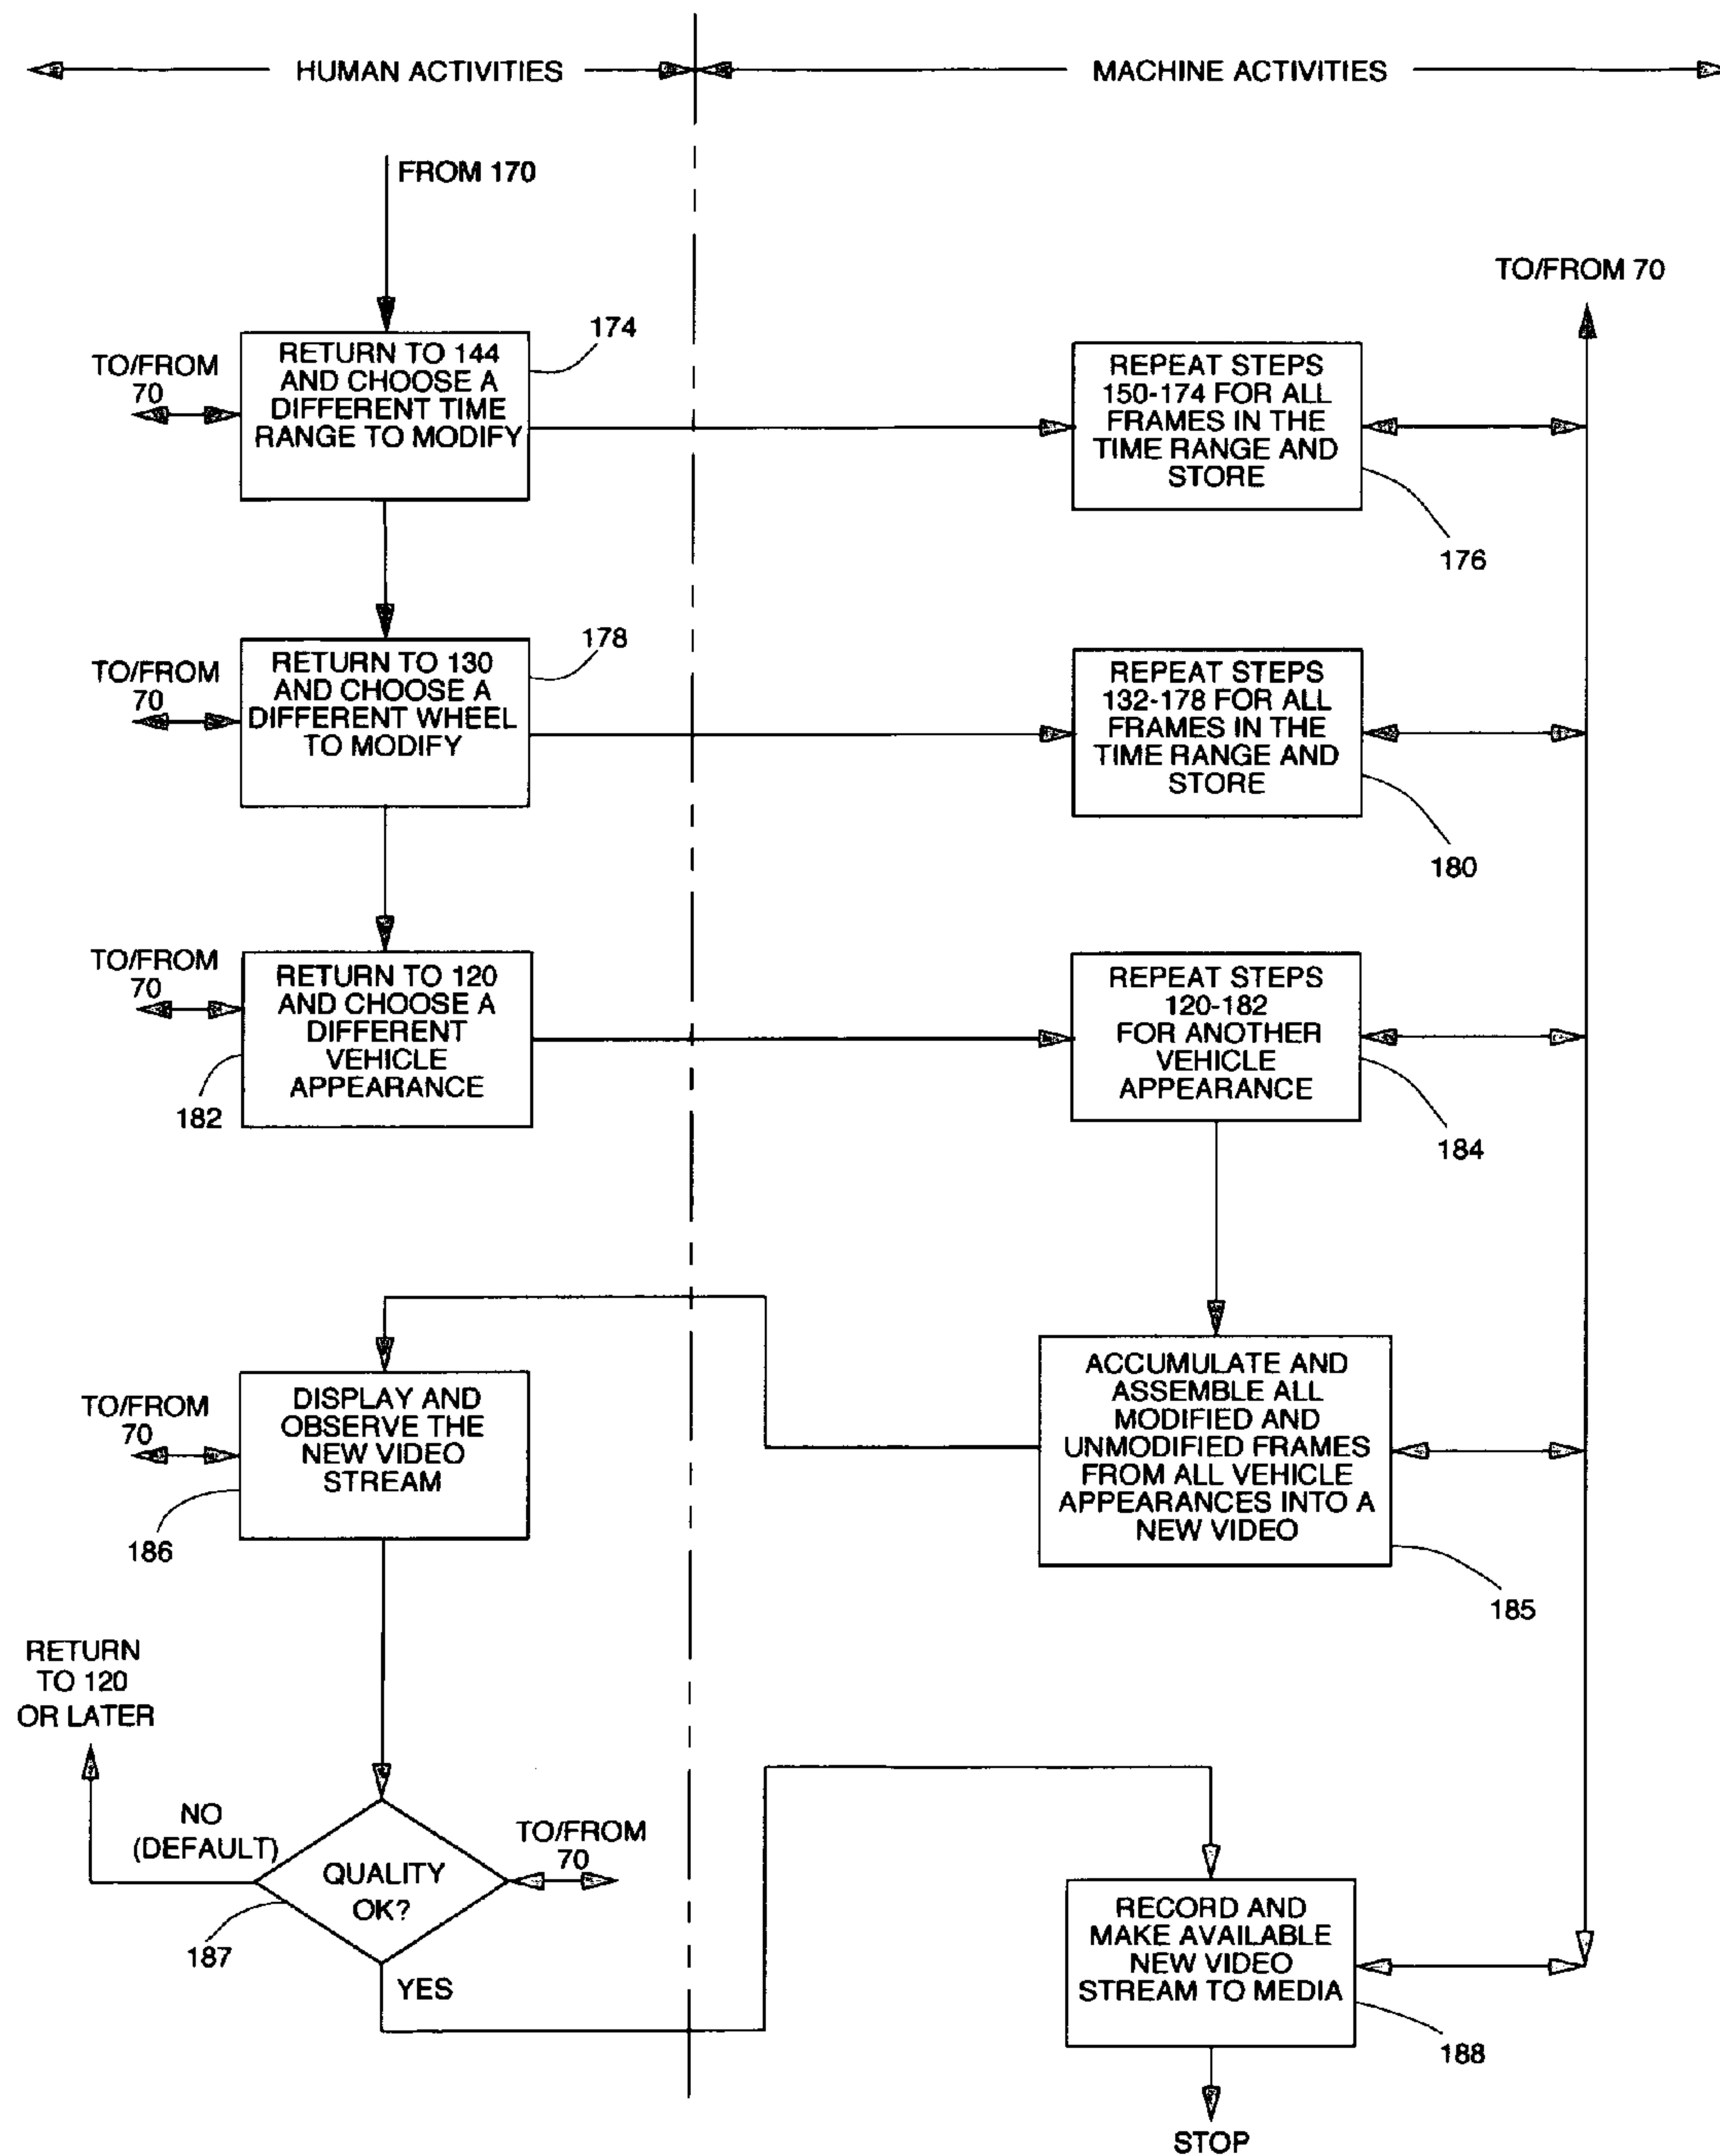 HUMAN ACTIVITIES
MACHINE ACTIVITIES
FROM 170
TO/FROM 70
174
TO/FROM
70
RETURN TO 144
AND CHOOSE A
DIFFERENT TIME
RANGE TO MODIFY
REPEAT STEPS
150-174 FOR ALL
FRAMES IN THE
TIME RANGE AND
STORE
176
178
TO/FROM
70
RETURN TO 130
AND CHOOSE A
DIFFERENT WHEEL
TO MODIFY
REPEAT STEPS
132-178 FOR ALL
FRAMES IN THE
TIME RANGE AND
STORE
180
TO/FROM
70
RETURN TO 120
AND CHOOSE A
DIFFERENT
VEHICLE
APPEARANCE
182
REPEAT STEPS
120-182
FOR ANOTHER
VEHICLE
APPEARANCE
184
TO/FROM
70
DISPLAY AND
OBSERVE THE
NEW VIDEO
STREAM
186
ACCUMULATE AND
ASSEMBLE ALL
MODIFIED AND
UNMODIFIED FRAMES
FROM ALL VEHICLE
APPEARANCES INTO A
NEW VIDEO
185
RETURN
TO 120
OR LATER
NO
(DEFAULT)
QUALITY
OK?
TO/FROM
70
187
YES
RECORD AND
MAKE AVAILABLE
NEW VIDEO
STREAM TO MEDIA
188
STOP